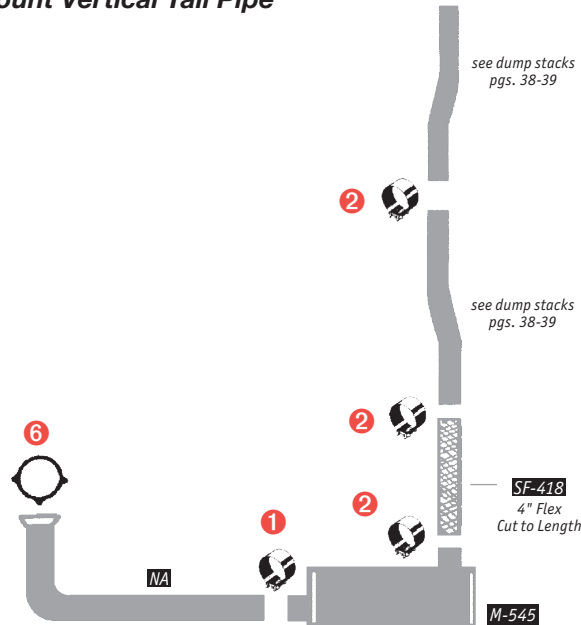 Vertical Tail Pipe
see dump stacks
pgs. 38-39
2
see dump stacks
pgs. 38-39
2
6
SF-418
4" Flex
Cut to Length
1
2
NA
M-545